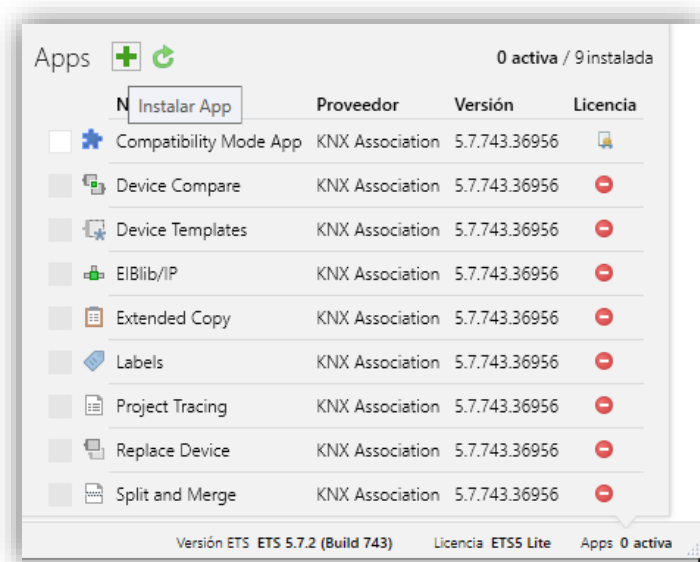 Apps 0 activa / 9 instalada
N Instalar App Proveedor Versión Licencia
Compatibility Mode App KNX Association 5.7.743.36956
Device Compare KNX Association 5.7.743.36956
Device Templates KNX Association 5.7.743.36956
EIBlib/IP KNX Association 5.7.743.36956
Extended Copy KNX Association 5.7.743.36956
Labels KNX Association 5.7.743.36956
Project Tracing KNX Association 5.7.743.36956
Replace Device KNX Association 5.7.743.36956
Split and Merge KNX Association 5.7.743.36956
Versión ETS ETS 5.7.2 (Build 743) Licencia ETS5 Lite Apps 0 activa